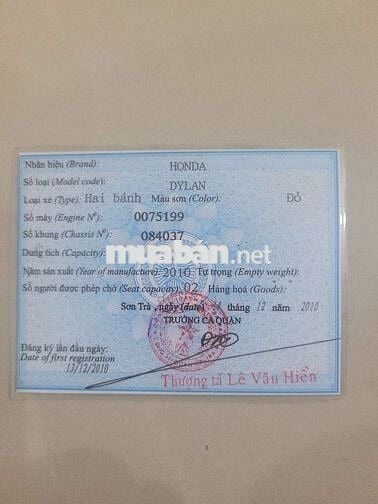 Nhãn hiệu (Brand): HONDA
Số loại (Model code): DYLAN
Loại xe (Type): Hai bánh Màu sơn (Color): Đỏ
Số máy (Engine Nº): 0075199
Số khung (Chassis Nº): 084037
Dung tích (Capacity):
muaban.net
Năm sản xuất (Year of manufacture): 2010 Tự trọng (Empty weight):
Số người được phép chở (Seat capacity): 02 Hàng hoá (Goods):
Sơn Trà, ngày (date) tháng 12 năm 2010
TRƯỞNG CA QUẬN
Đăng ký lần đầu ngày:
Date of first registration
13/12/2010
Thượng tá Lê Văn Hiền